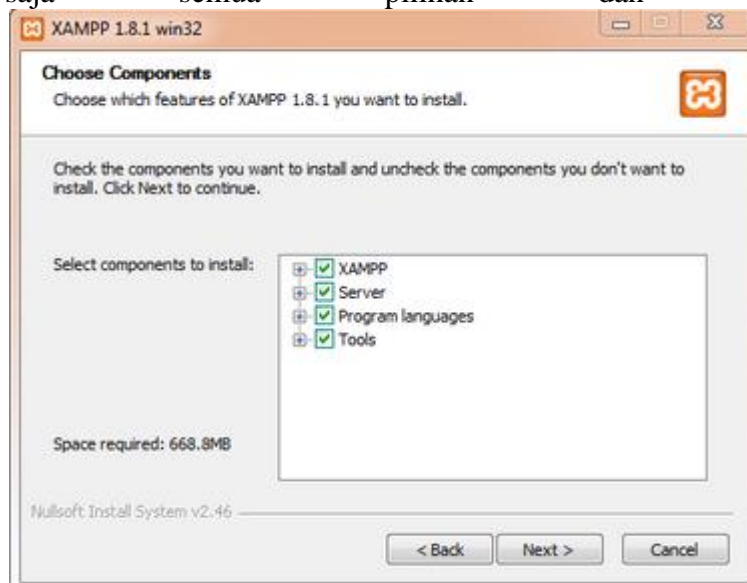 saja semua pilihan dan
XAMPP 1.8.1 win32
Choose Components
Choose which features of XAMPP 1.8.1 you want to install.
Check the components you want to install and uncheck the components you don't want to
install. Click Next to continue.
Select components to install:
XAMPP
Server
Program languages
Tools
Space required: 668.8MB
Nullsoft Install System v2.46
< Back Next > Cancel